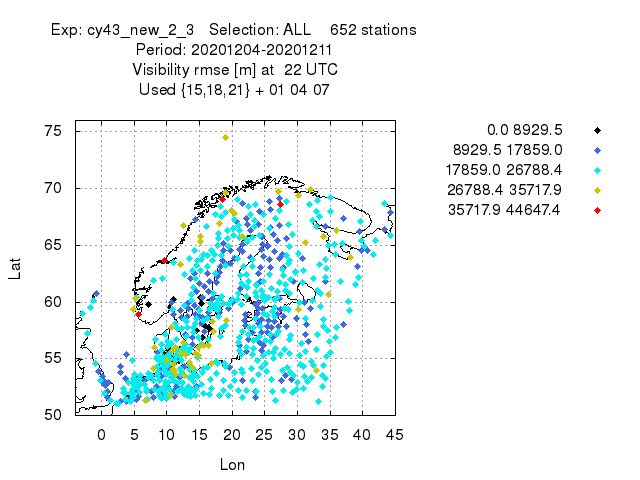 Exp: cy43_new_2_3 Selection: ALL 652 stations
Period: 20201204-20201211
Visibility rmse [m] at 22 UTC
Used {15,18,21} + 01 04 07
0.0 8929.5
8929.5 17859.0
17859.0 26788.4
26788.4 35717.9
35717.9 44647.4
75
70
65
60
55
50
Lat
0 5 10 15 20 25 30 35 40 45
Lon